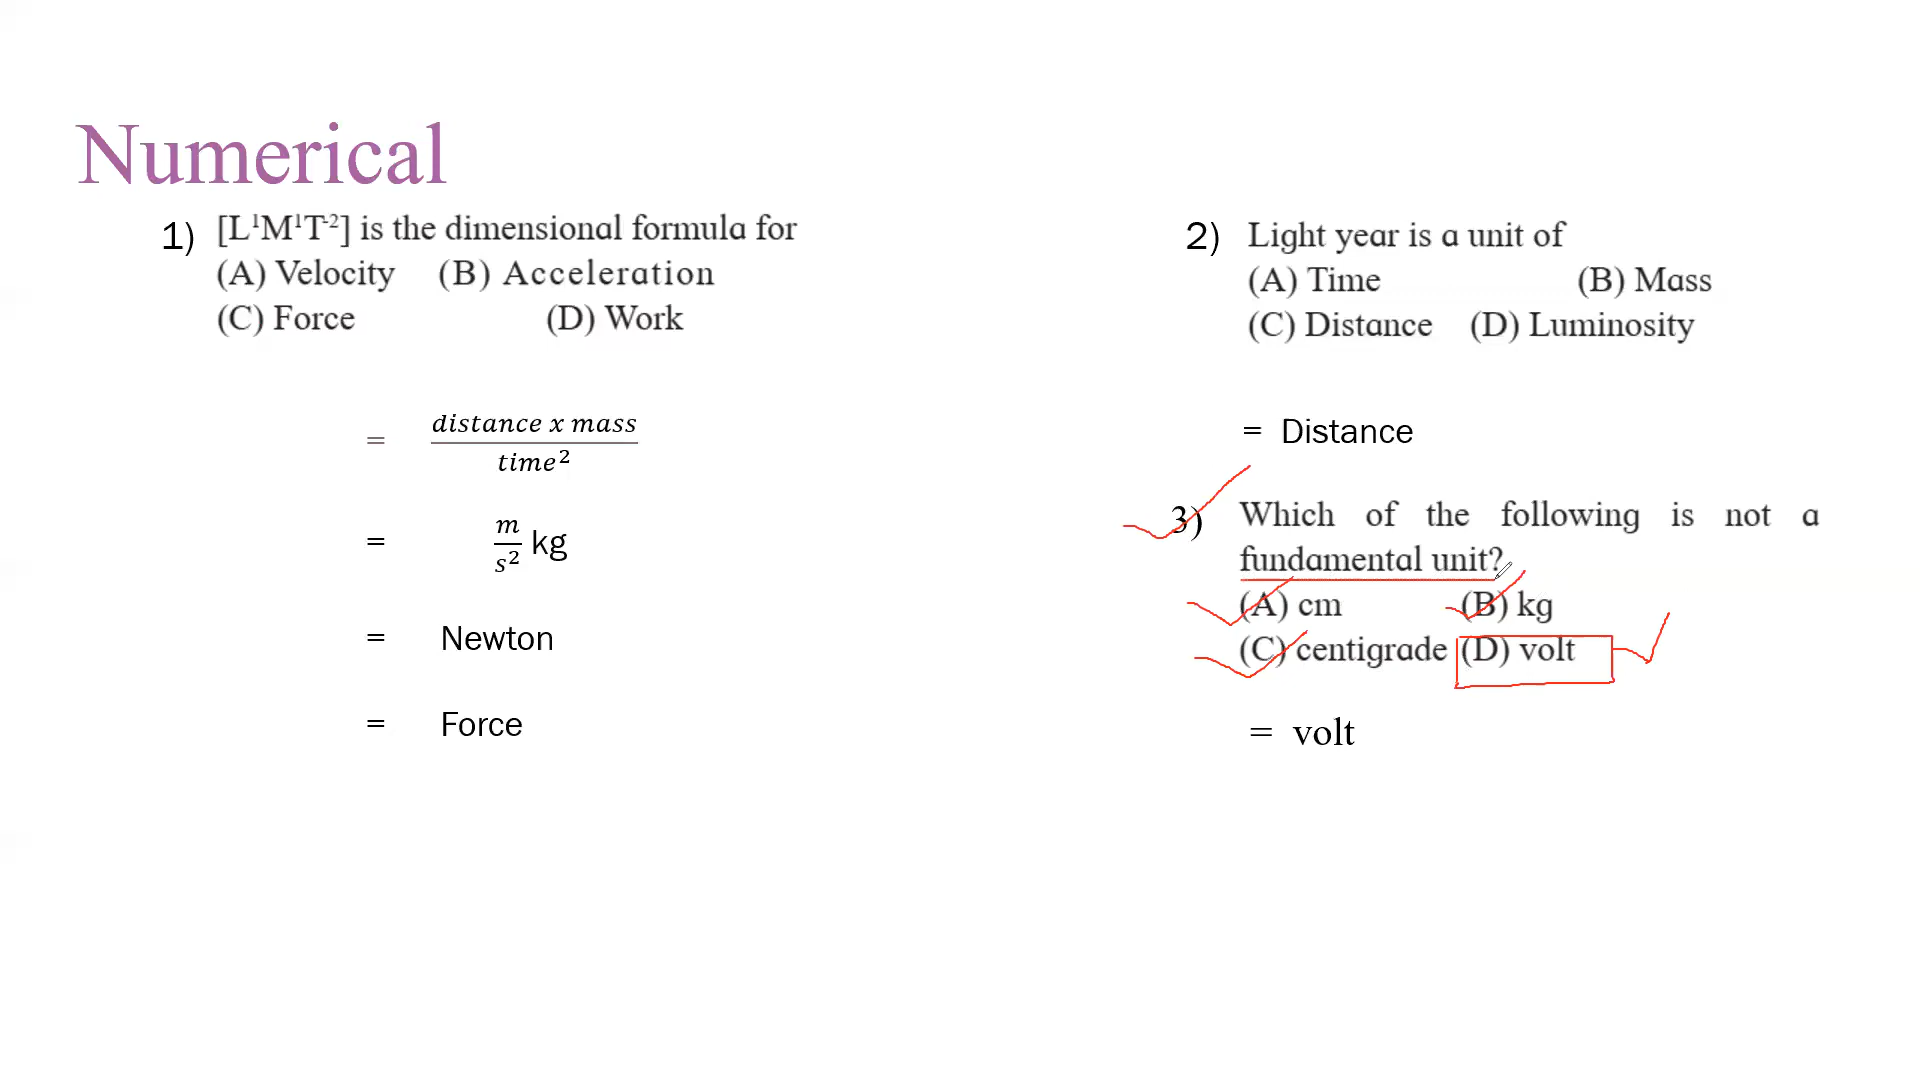 Numerical
1) [L¹M¹T⁻²] is the dimensional formula for
(A) Velocity (B) Acceleration
(C) Force (D) Work
= distance x mass / time²
= m / s² kg
= Newton
= Force
2) Light year is a unit of
(A) Time (B) Mass
(C) Distance (D) Luminosity
= Distance
3) Which of the following is not a
fundamental unit?
(A) cm (B) kg
(C) centigrade (D) volt
= volt